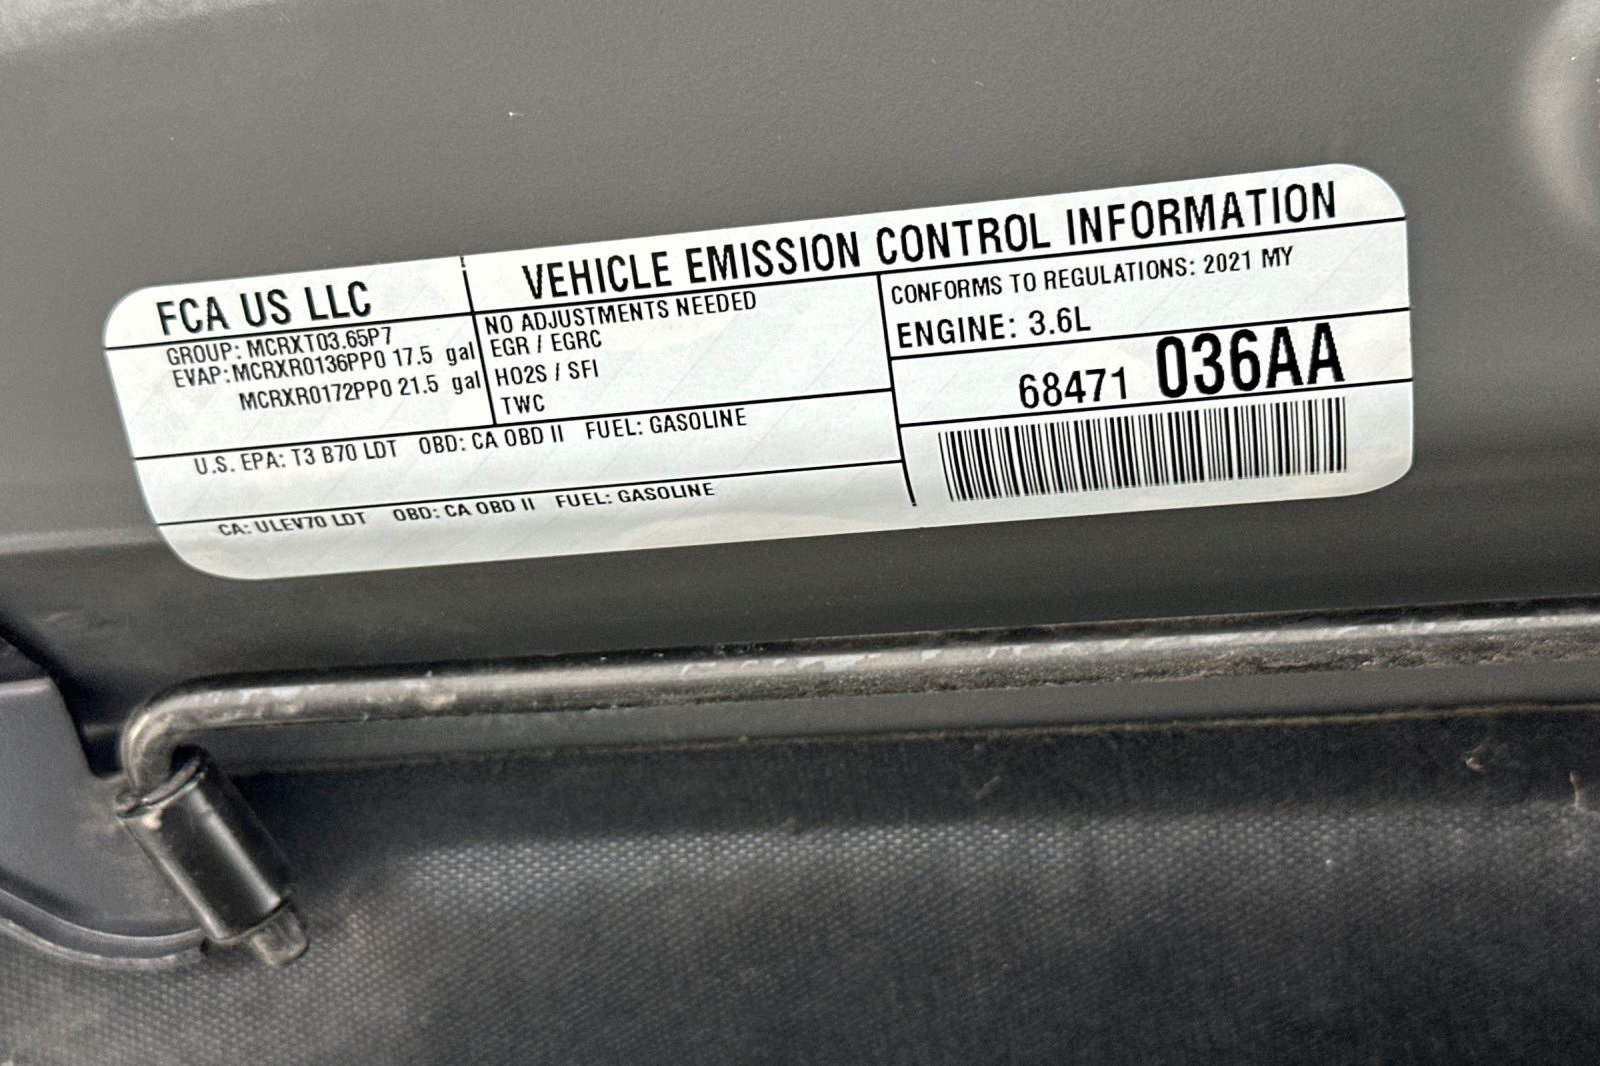 FCA US LLC
VEHICLE EMISSION CONTROL INFORMATION
GROUP: MCRXT03.65P7
EVAP: MCRXR0136PP0 17.5 gal
MCRXR0172PP0 21.5 gal
NO ADJUSTMENTS NEEDED
EGR / EGRC
HO2S / SFI
TWC
CONFORMS TO REGULATIONS: 2021 MY
ENGINE: 3.6L
68471 036AA
U.S. EPA: T3 B70 LDT OBD: CA OBD II FUEL: GASOLINE
CA: ULEV70 LDT OBD: CA OBD II FUEL: GASOLINE